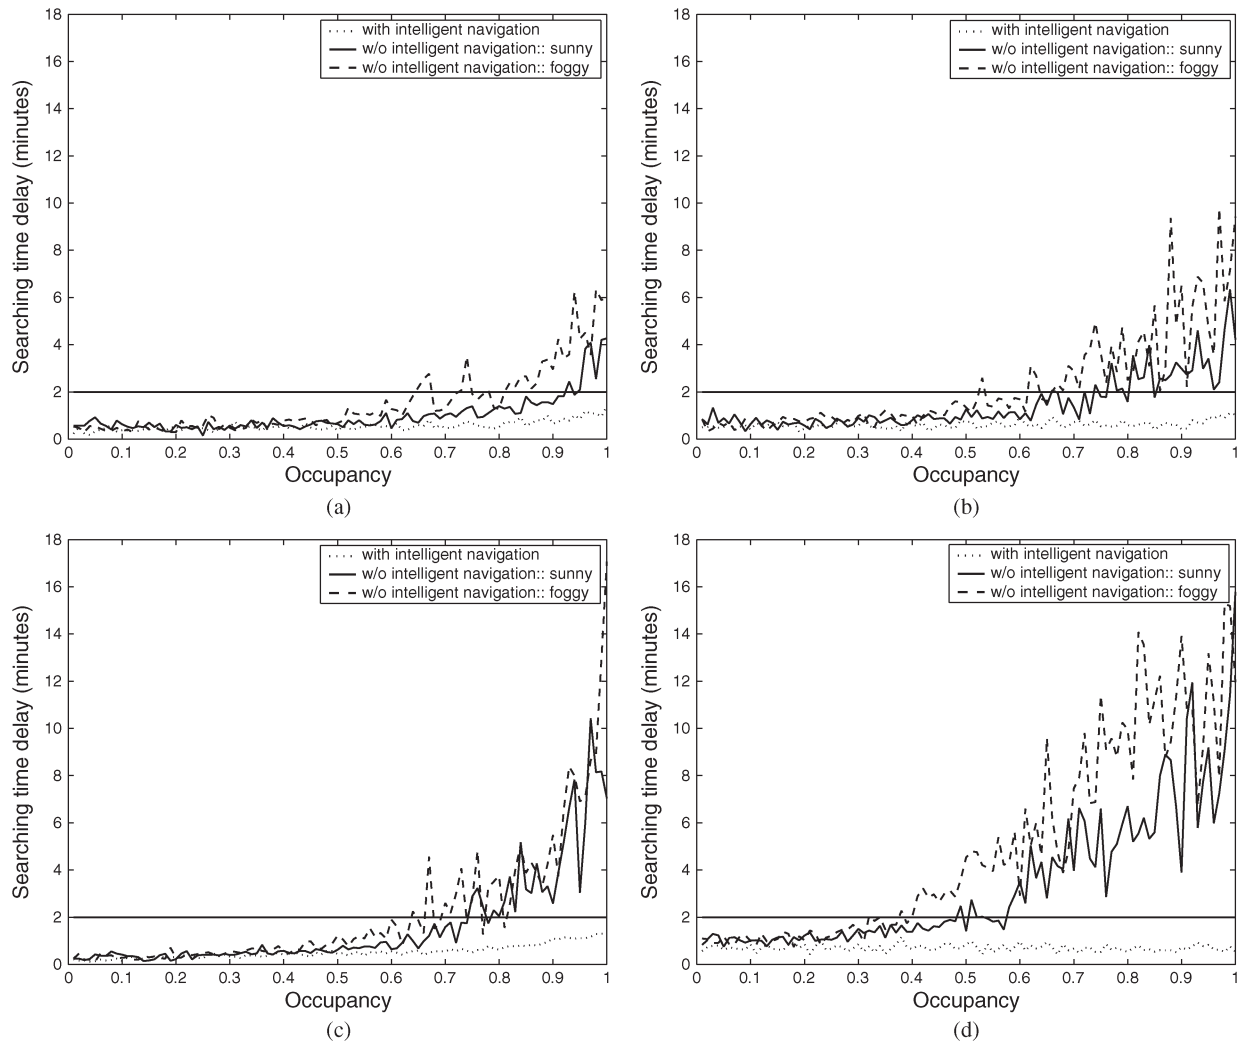 18
16
14
12
10
8
6
4
2
0
Searching time delay (minutes)
with intelligent navigation
w/o intelligent navigation:: sunny
w/o intelligent navigation:: foggy
0 0.1 0.2 0.3 0.4 0.5 0.6 0.7 0.8 0.9 1
Occupancy
(a)
18
16
14
12
10
8
6
4
2
0
Searching time delay (minutes)
with intelligent navigation
w/o intelligent navigation:: sunny
w/o intelligent navigation:: foggy
0 0.1 0.2 0.3 0.4 0.5 0.6 0.7 0.8 0.9 1
Occupancy
(b)
18
16
14
12
10
8
6
4
2
0
Searching time delay (minutes)
with intelligent navigation
w/o intelligent navigation:: sunny
w/o intelligent navigation:: foggy
0 0.1 0.2 0.3 0.4 0.5 0.6 0.7 0.8 0.9 1
Occupancy
(c)
18
16
14
12
10
8
6
4
2
0
Searching time delay (minutes)
with intelligent navigation
w/o intelligent navigation:: sunny
w/o intelligent navigation:: foggy
0 0.1 0.2 0.3 0.4 0.5 0.6 0.7 0.8 0.9 1
Occupancy
(d)